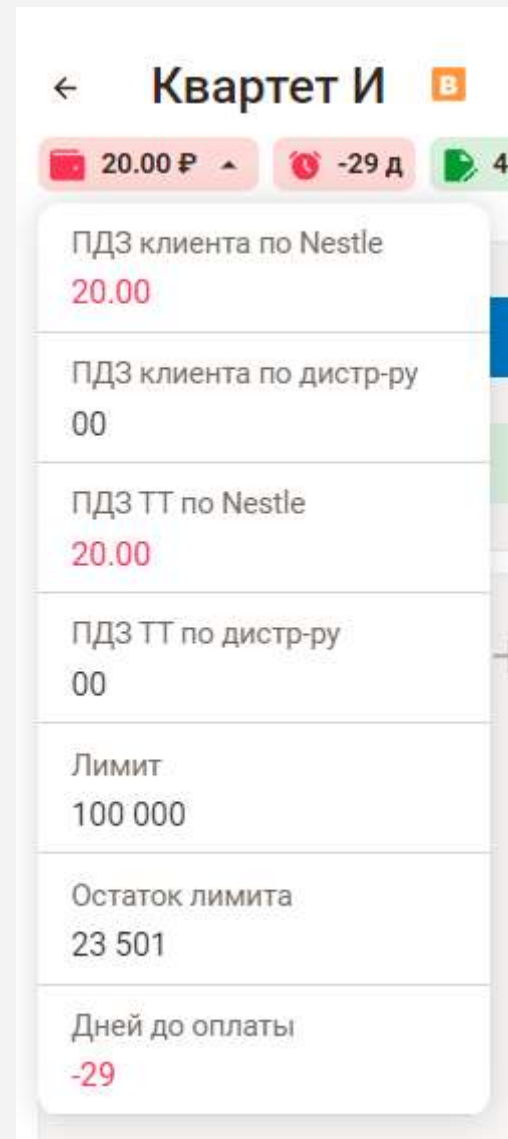 ← Квартет И B
20.00 ₽ -29 д 4
ПДЗ клиента по Nestle
20.00
ПДЗ клиента по дистр-ру
00
ПДЗ ТТ по Nestle
20.00
ПДЗ ТТ по дистр-ру
00
Лимит
100 000
Остаток лимита
23 501
Дней до оплаты
-29